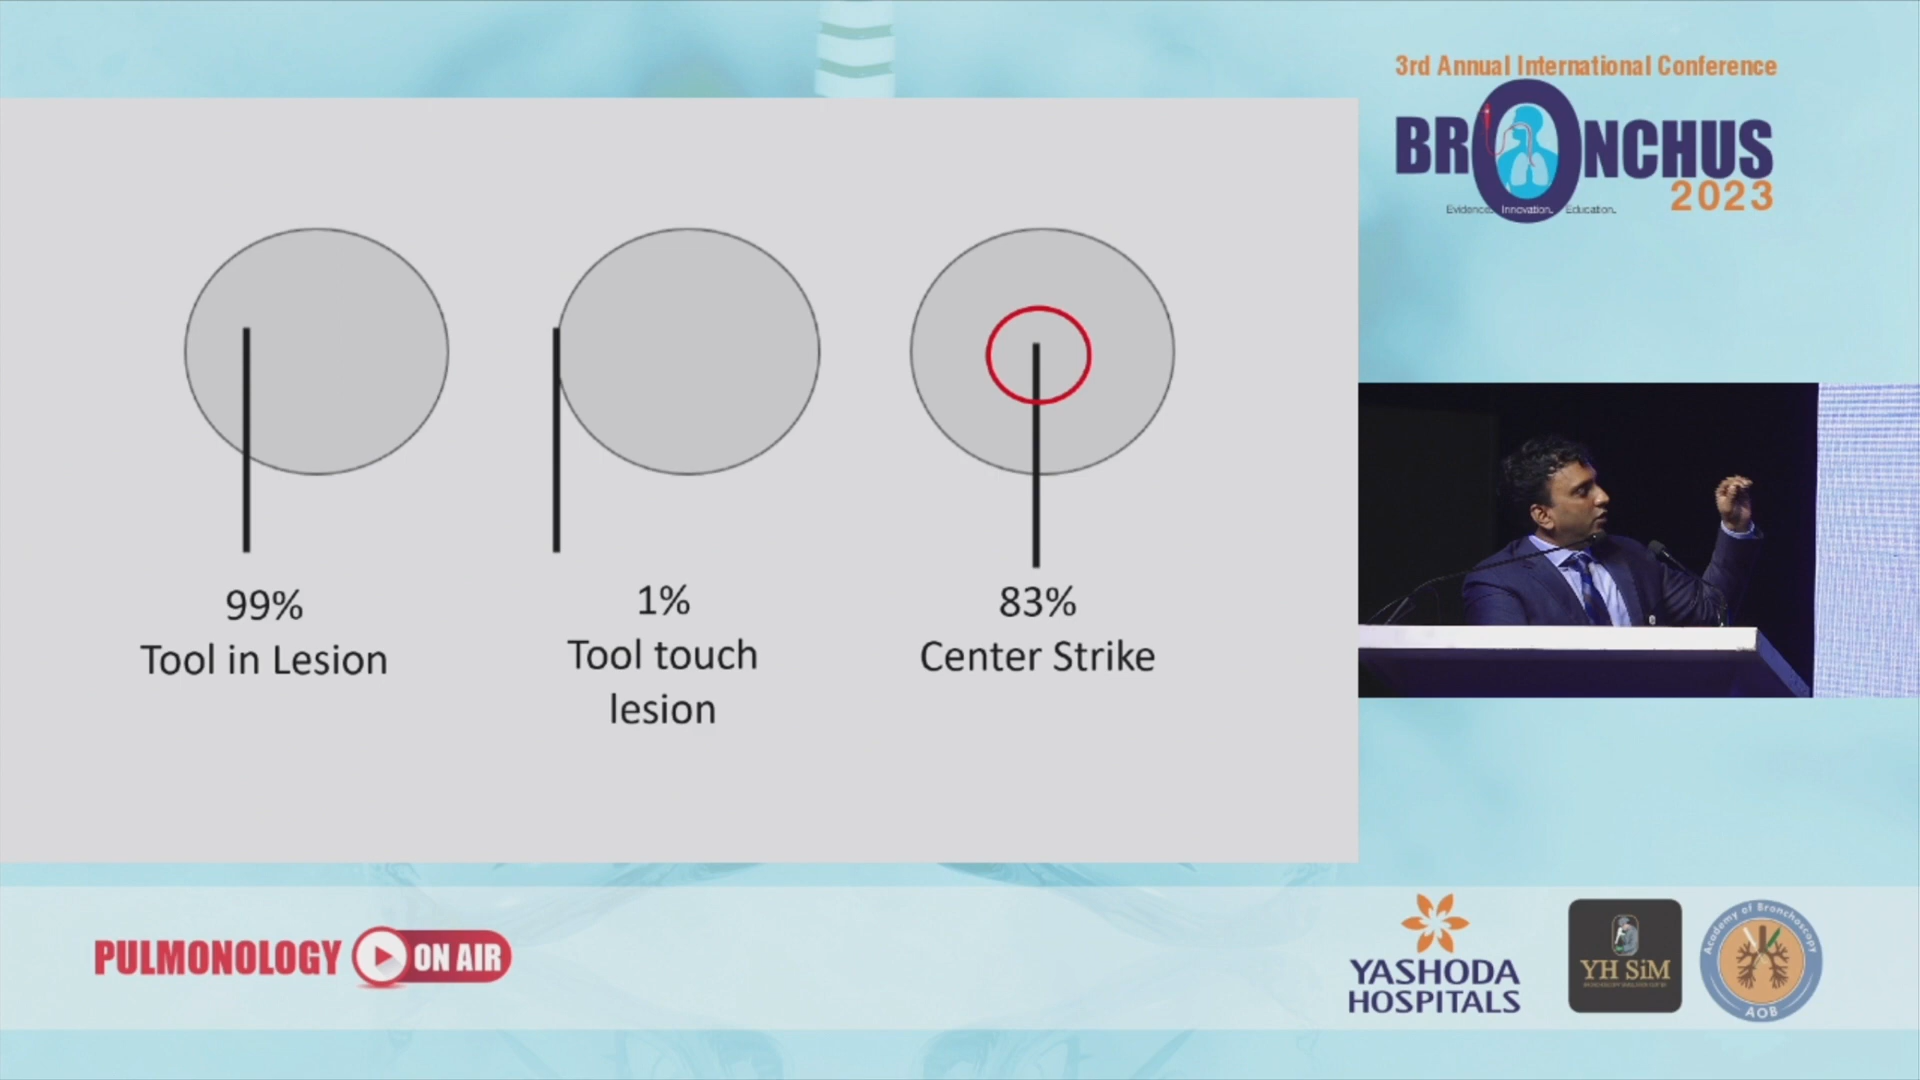 3rd Annual International Conference
BRONCHUS
2023
Evidence. Innovation. Education.
99%
Tool in Lesion
1%
Tool touch
lesion
83%
Center Strike
PULMONOLOGY ON AIR
YASHODA
HOSPITALS
YH SiM
Academy of Bronchoscopy
AOB